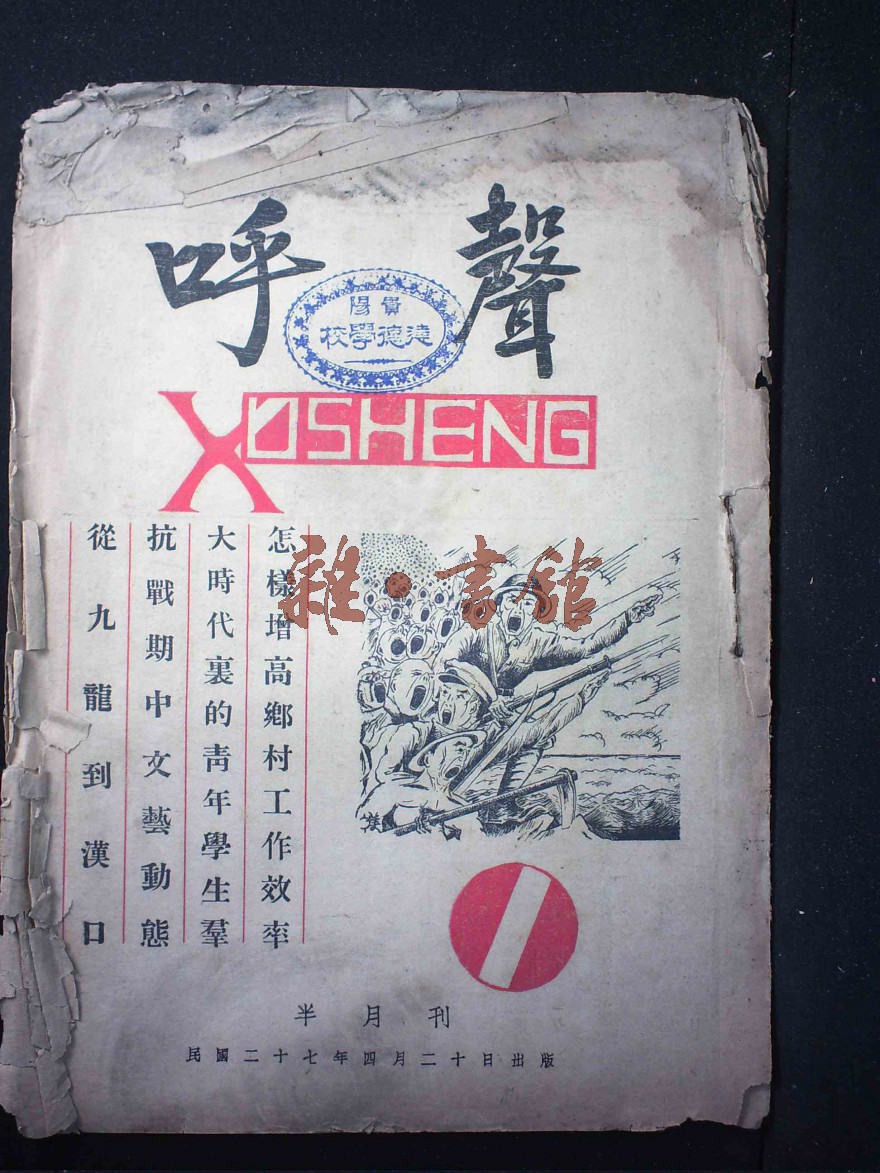 呼聲
貴陽
達德學校
XUSHENG
怎樣增高鄉村工作效率
大時代裏的青年學生羣
抗戰期中文藝動態
從九龍到漢口
雜·書館
1
半月刊
民國二十七年四月二十日出版